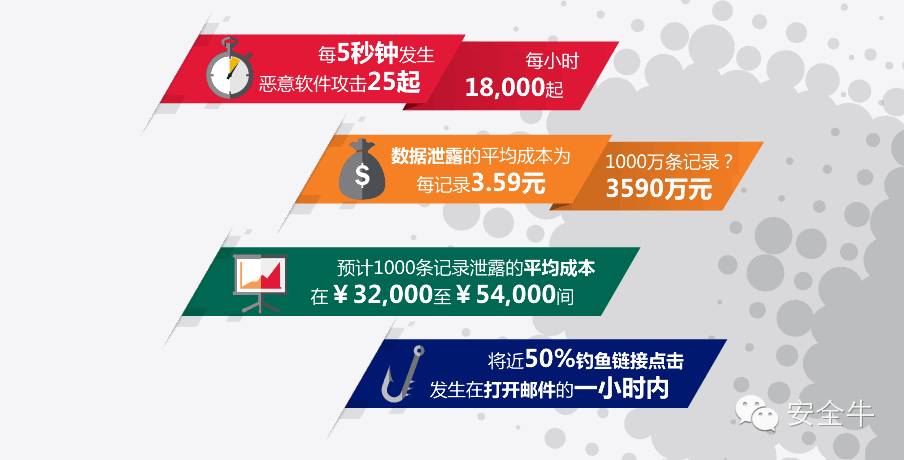 每5秒钟发生
恶意软件攻击25起
每小时
18,000起
$
数据泄露的平均成本为
每记录3.59元
1000万条记录？
3590万元
预计1000条记录泄露的平均成本
在￥32,000至￥54,000间
将近50%钓鱼链接点击
发生在打开邮件的一小时内
安全牛